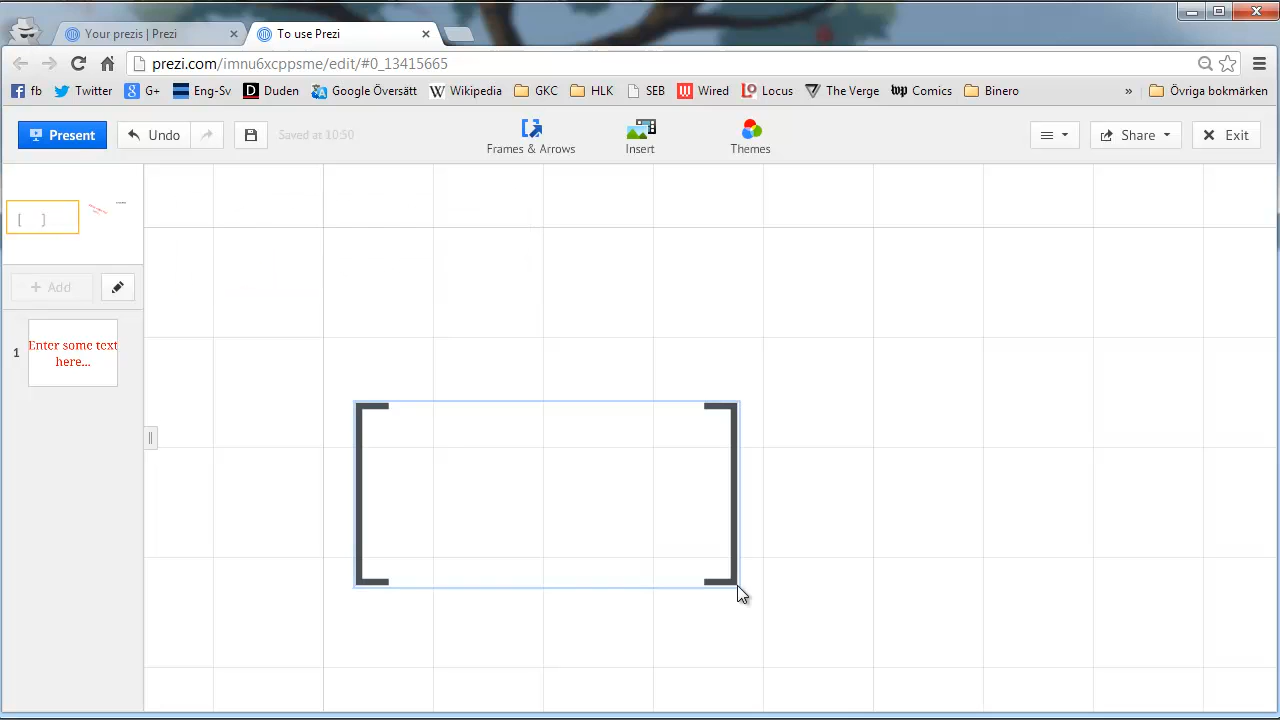 Your prezis | Prezi
To use Prezi
prezi.com/imnu6xcppsme/edit/#0_13415665
fb
Twitter
G+
Eng-Sv
Duden
Google Översätt
Wikipedia
GKC
HLK
SEB
Wired
Locus
The Verge
Comics
Binero
»
Övriga bokmärken
Present
Undo
Saved at 10:50
Frames & Arrows
Insert
Themes
Share
Exit
+ Add
1
Enter some text
here...